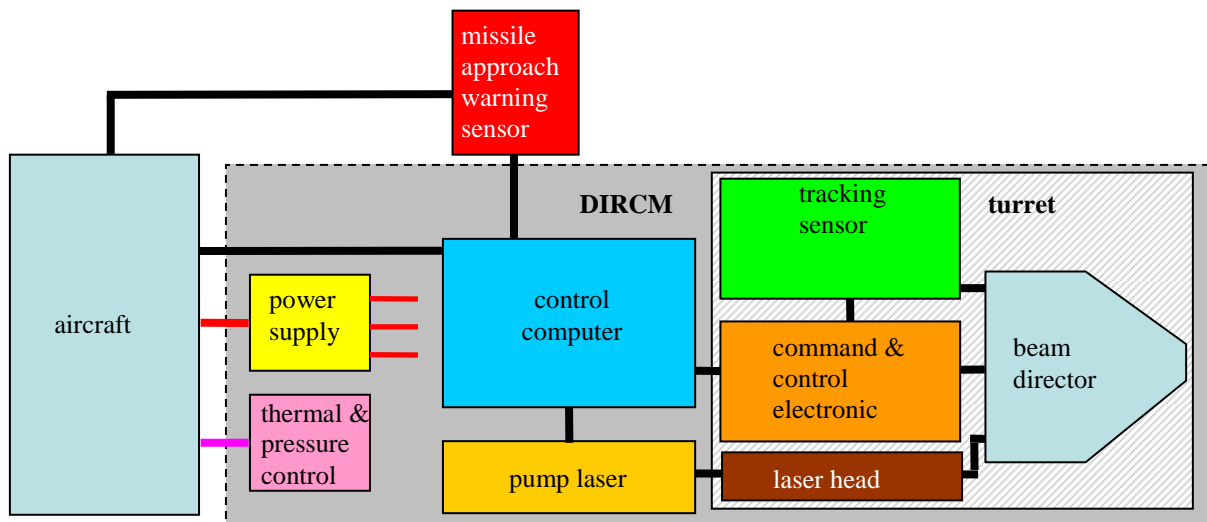 missile
approach
warning
sensor
DIRCM
tracking
sensor
turret
aircraft
power
supply
control
computer
command &
control
electronic
beam
director
thermal &
pressure
control
pump laser
laser head